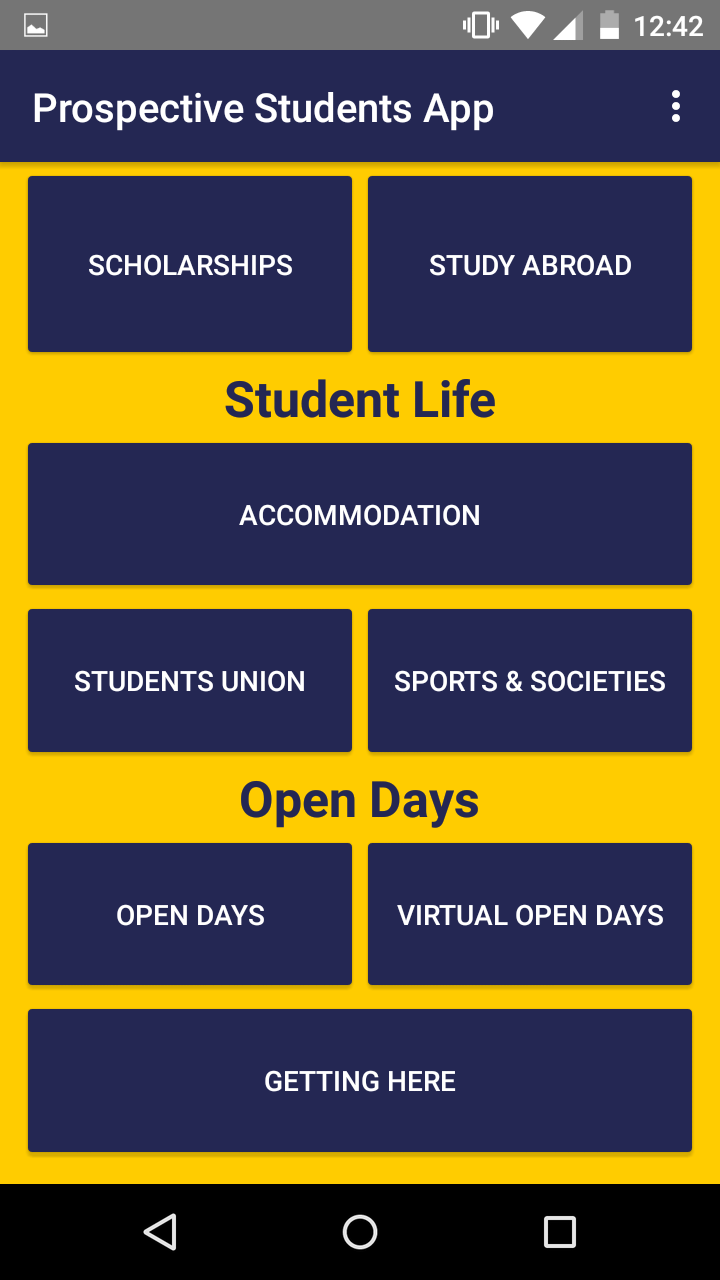 12:42
Prospective Students App
SCHOLARSHIPS
STUDY ABROAD
Student Life
ACCOMMODATION
STUDENTS UNION
SPORTS & SOCIETIES
Open Days
OPEN DAYS
VIRTUAL OPEN DAYS
GETTING HERE